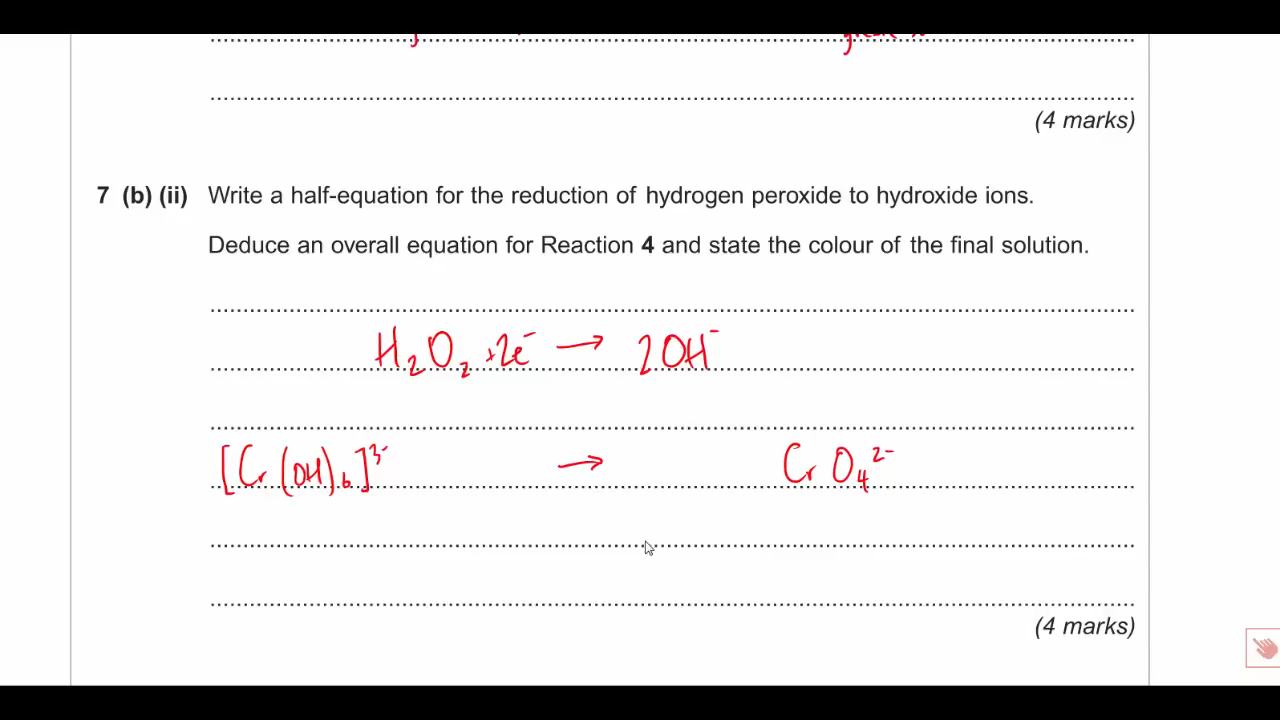 (4 marks)
7 (b) (ii) Write a half-equation for the reduction of hydrogen peroxide to hydroxide ions.
Deduce an overall equation for Reaction 4 and state the colour of the final solution.
H₂O₂ + 2e⁻ → 2OH⁻
[Cr(OH)₆]³⁻ → CrO₄²⁻
(4 marks)